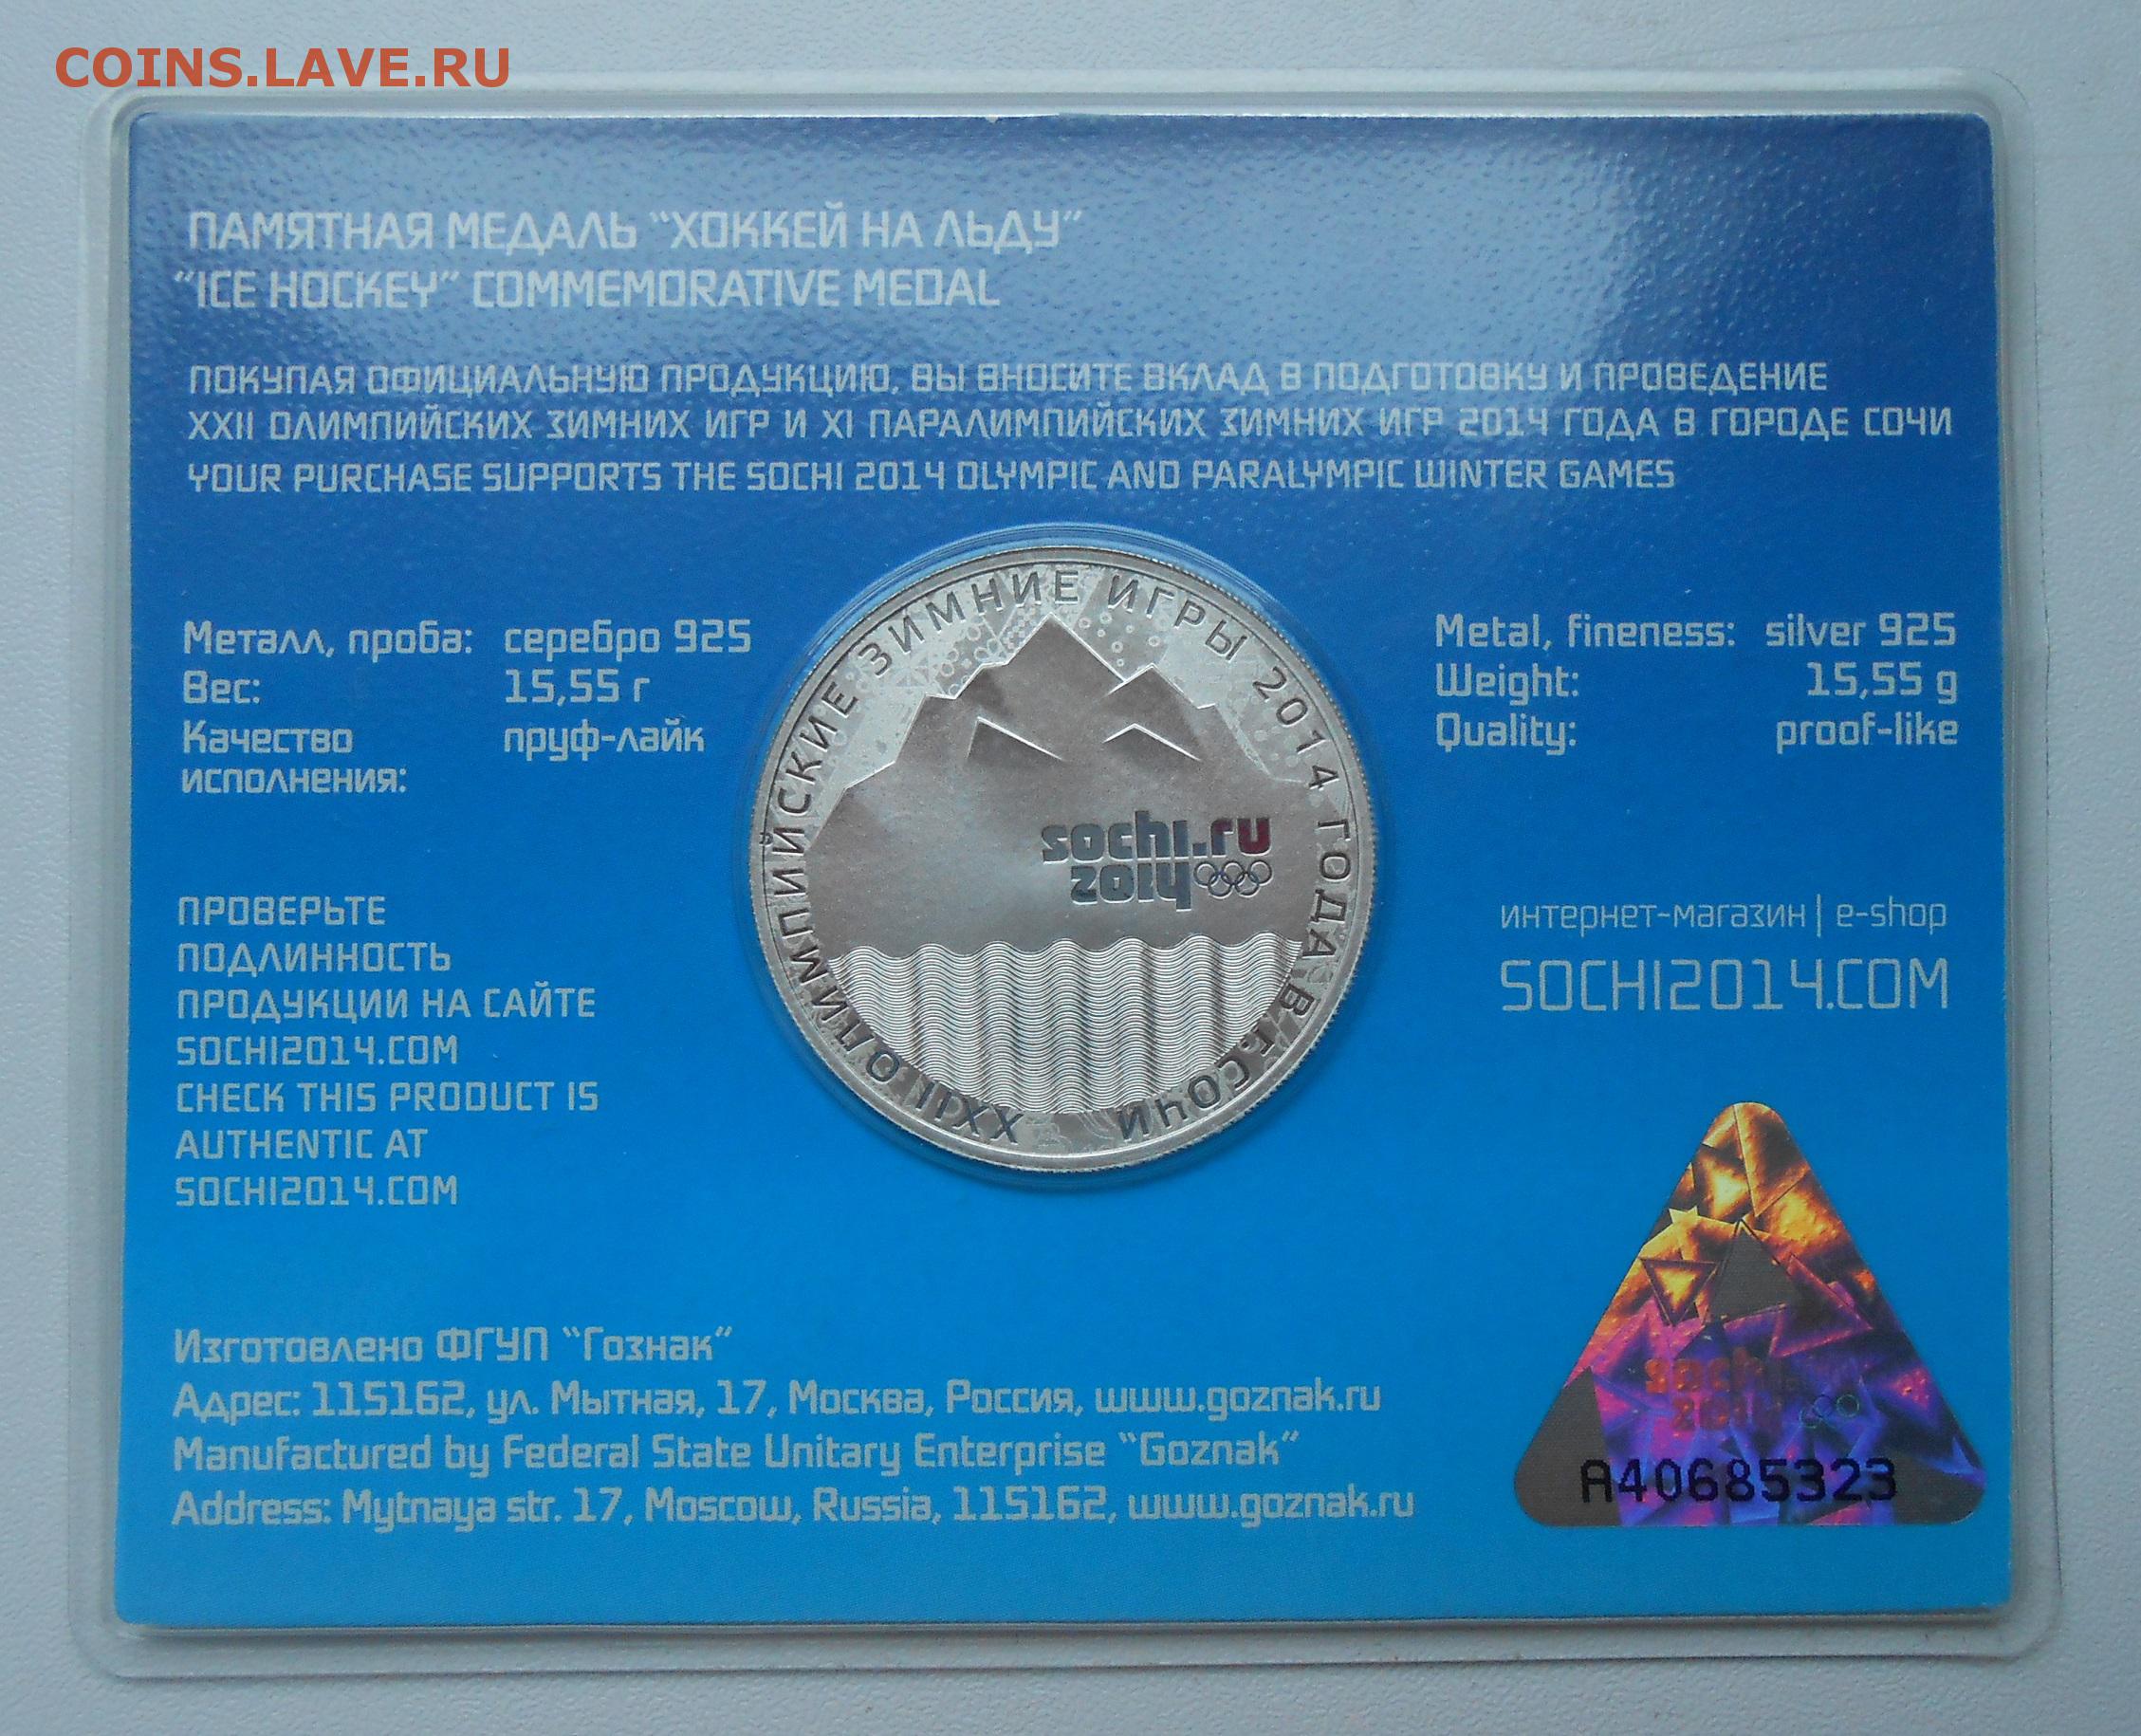 COINS.LAVE.RU
ПАМЯТНАЯ МЕДАЛЬ “ХОККЕЙ НА ЛЬДУ”
“ICE HOCKEY” COMMEMORATIVE MEDAL
ПОКУПАЯ ОФИЦИАЛЬНУЮ ПРОДУКЦИЮ, ВЫ ВНОСИТЕ ВКЛАД В ПОДГОТОВКУ И ПРОВЕДЕНИЕ
XXII ОЛИМПИЙСКИХ ЗИМНИХ ИГР И XI ПАРАЛИМПИЙСКИХ ЗИМНИХ ИГР 2014 ГОДА В ГОРОДЕ СОЧИ
YOUR PURCHASE SUPPORTS THE SOCHI 2014 OLYMPIC AND PARALYMPIC WINTER GAMES
Металл, проба: серебро 925
Вес: 15,55 г
Качество пруф-лайк
исполнения:
XXII ОЛИМПИЙСКИЕ ЗИМНИЕ ИГРЫ 2014 ГОДА В Г. СОЧИ
sochi.ru
2014
Metal, fineness: silver 925
Weight: 15,55 g
Quality: proof-like
ПРОВЕРЬТЕ
ПОДЛИННОСТЬ
ПРОДУКЦИИ НА САЙТЕ
SOCHI2014.COM
CHECK THIS PRODUCT IS
AUTHENTIC AT
SOCHI2014.COM
интернет-магазин | e-shop
SOCHI2014.COM
Изготовлено ФГУП “Гознак”
Адрес: 115162, ул. Мытная, 17, Москва, Россия, www.goznak.ru
Manufactured by Federal State Unitary Enterprise “Goznak”
Address: Mytnaya str. 17, Moscow, Russia, 115162, www.goznak.ru
sochi
2014
A40685323